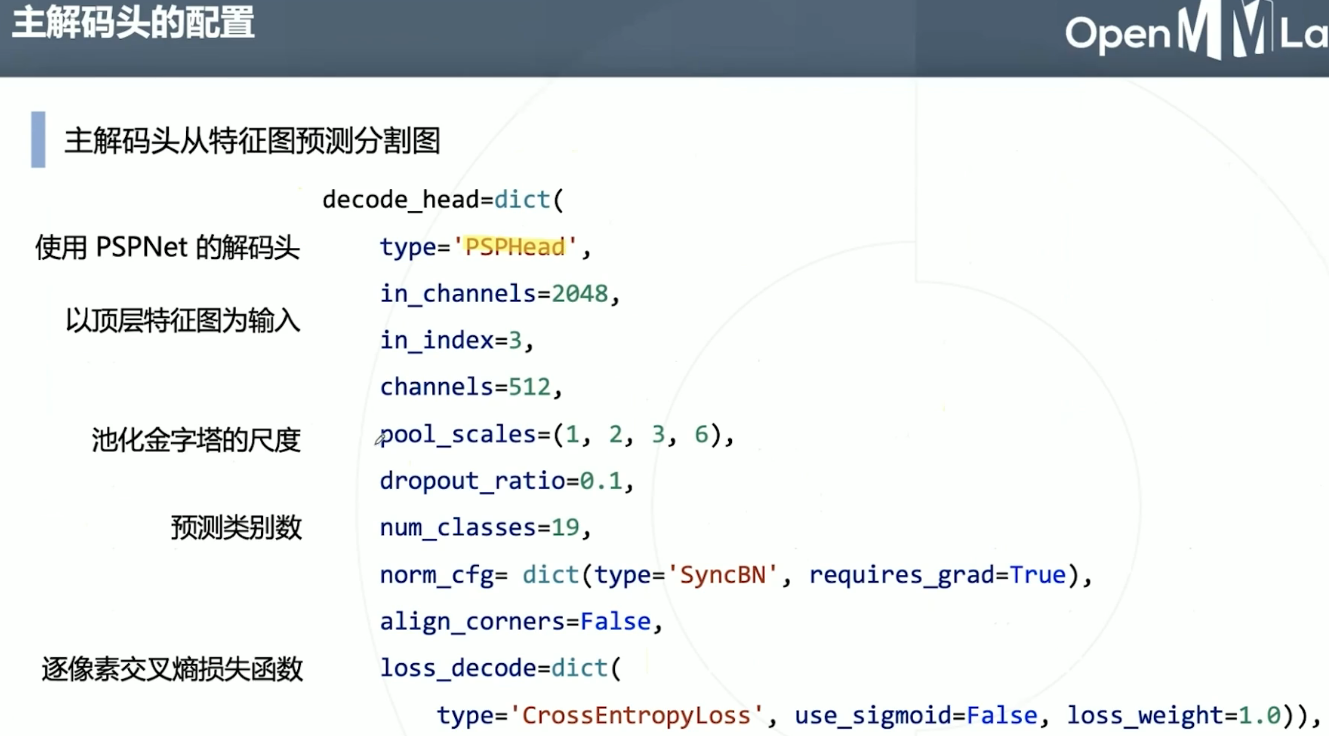 主解码头的配置
OpenMMLa
主解码头从特征图预测分割图
decode_head=dict(
使用 PSPNet 的解码头 type='PSPHead',
in_channels=2048,
以顶层特征图为输入
in_index=3,
channels=512,
池化金字塔的尺度 pool_scales=(1, 2, 3, 6),
dropout_ratio=0.1,
预测类别数 num_classes=19,
norm_cfg= dict(type='SyncBN', requires_grad=True),
align_corners=False,
逐像素交叉熵损失函数 loss_decode=dict(
type='CrossEntropyLoss', use_sigmoid=False, loss_weight=1.0)),